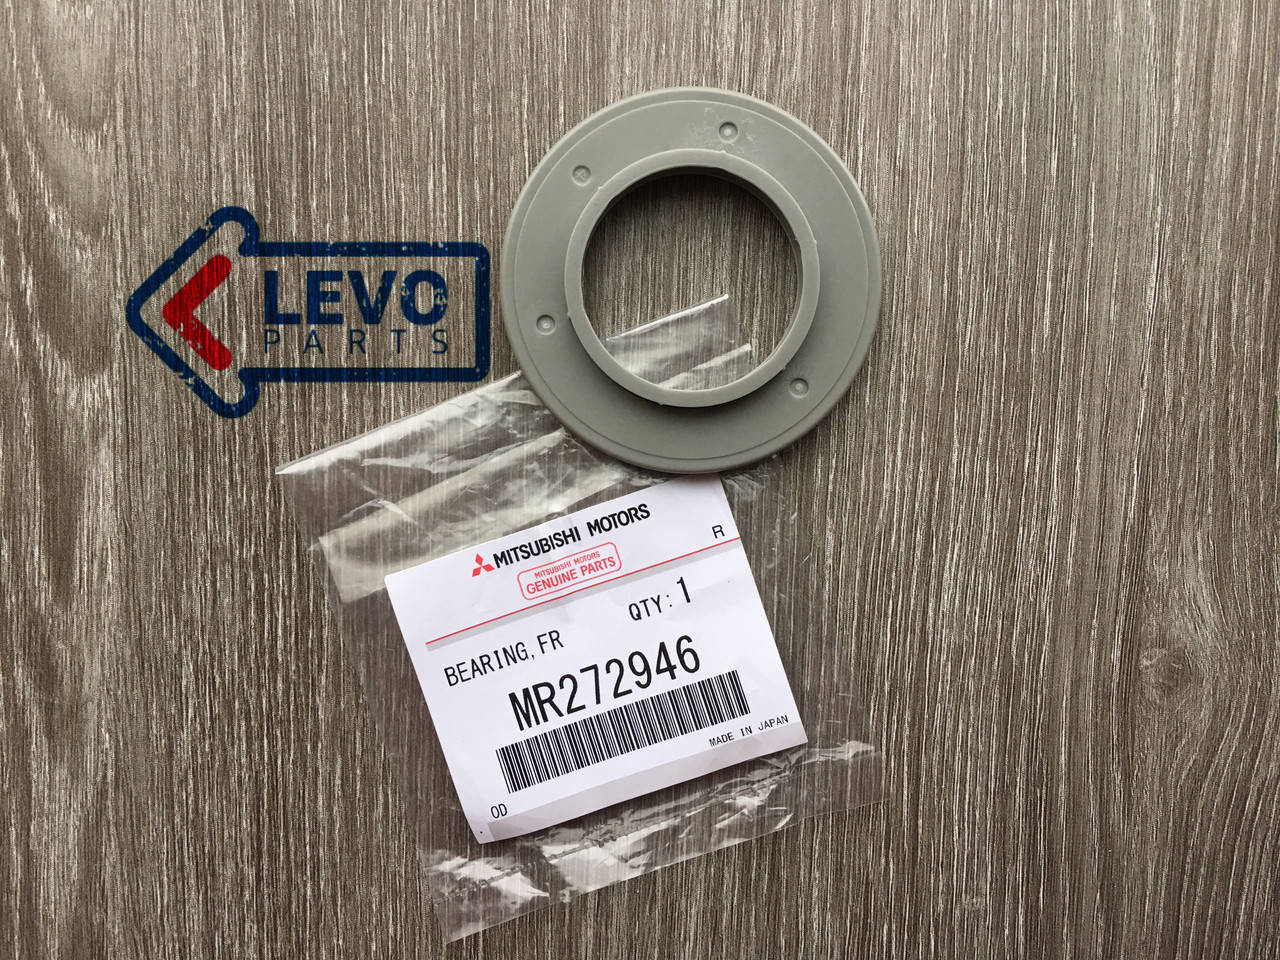 LEVO
PARTS
MITSUBISHI MOTORS
R
MITSUBISHI MOTORS
GENUINE PARTS
QTY: 1
BEARING, FR
MR272946
MADE IN JAPAN
OD